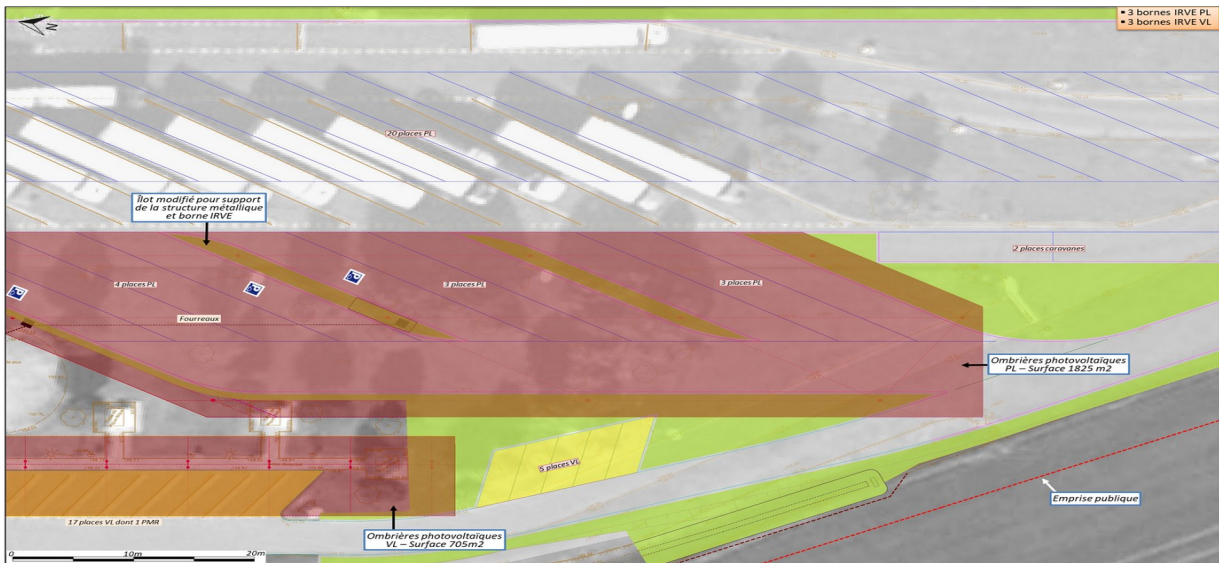 N
• 3 bornes IRVE PL
• 3 bornes IRVE VL
20 places PL
Îlot modifié pour support
de la structure métallique
et borne IRVE
2 places caravanes
4 places PL
3 places PL
3 places PL
Fourreaux
Ombrières photovoltaïques
PL – Surface 1825 m2
5 places VL
Emprise publique
17 places VL dont 1 PMR
Ombrières photovoltaïques
VL – Surface 705m2
0 10m 20m